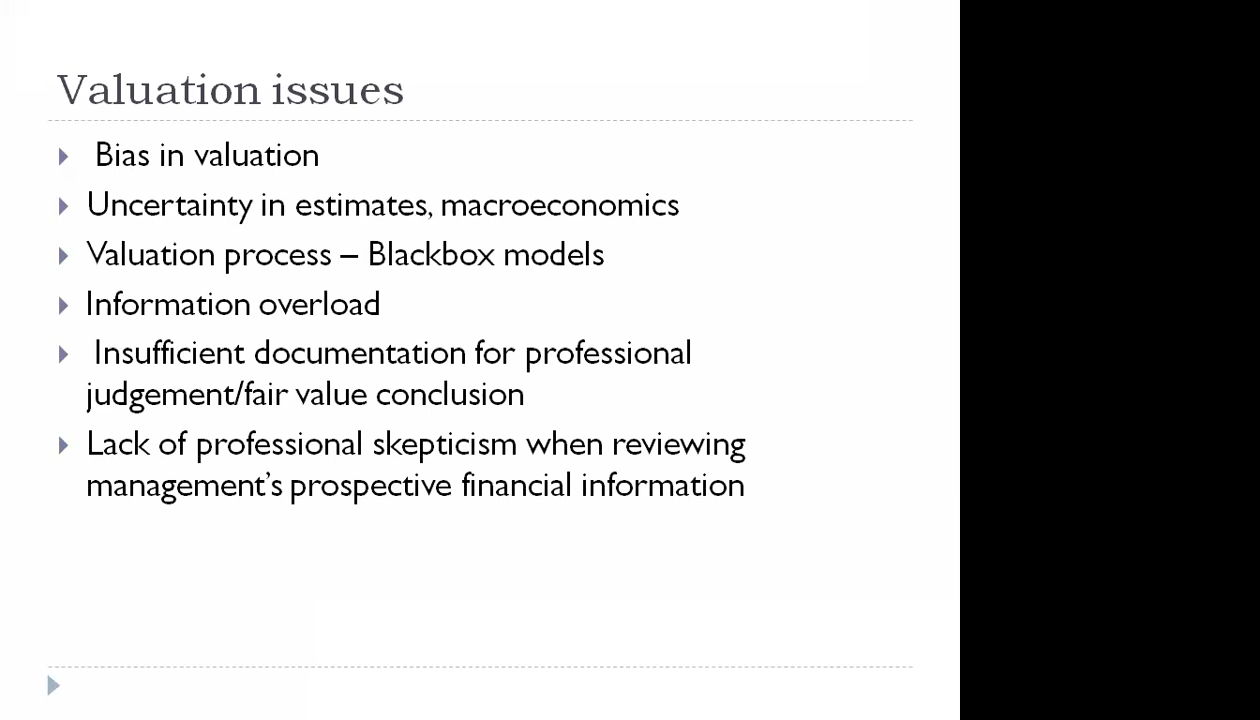 Valuation issues
Bias in valuation
Uncertainty in estimates, macroeconomics
Valuation process – Blackbox models
Information overload
Insufficient documentation for professional
judgement/fair value conclusion
Lack of professional skepticism when reviewing
management’s prospective financial information